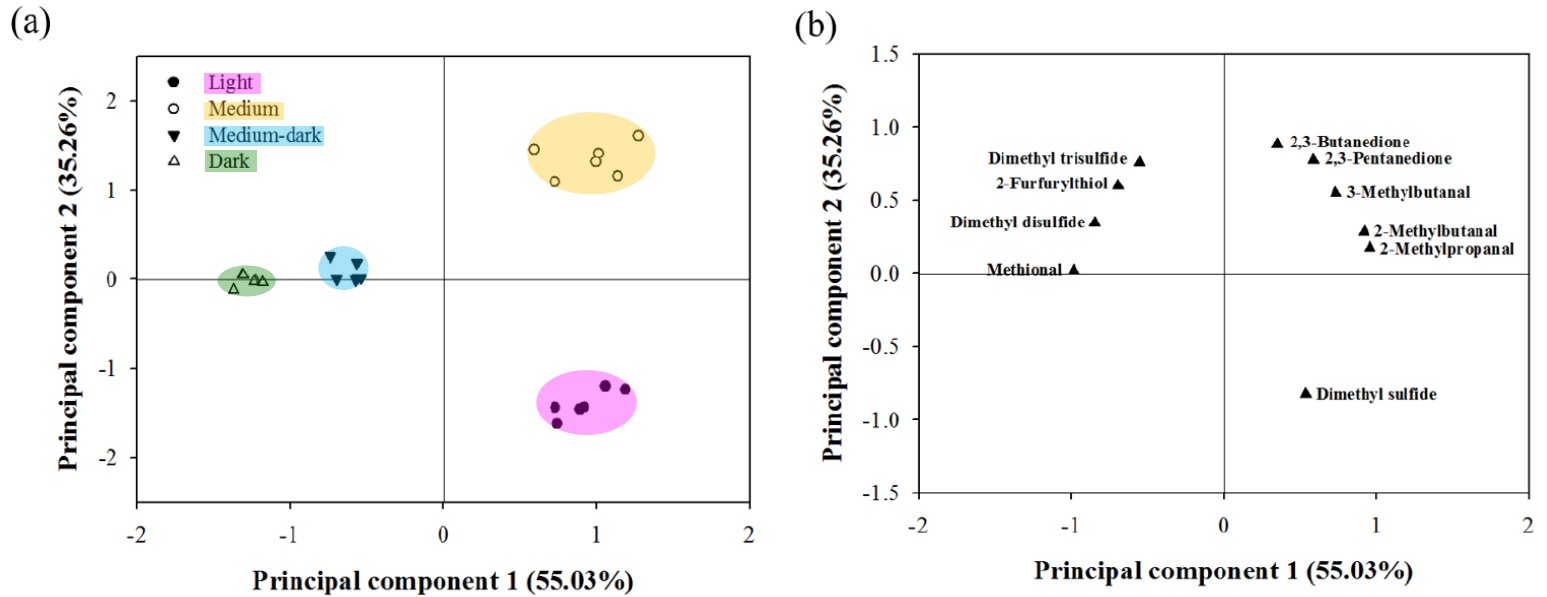 (a)
Principal component 2 (35.26%)
2
1
0
-1
-2
Light
Medium
Medium-dark
Dark
-2
-1
0
1
2
Principal component 1 (55.03%)
(b)
Principal component 2 (35.26%)
1.5
1.0
0.5
0.0
-0.5
-1.0
-1.5
2,3-Butanedione
Dimethyl trisulfide
2,3-Pentanedione
2-Furfurylthiol
3-Methylbutanal
Dimethyl disulfide
2-Methylbutanal
2-Methylpropanal
Methional
Dimethyl sulfide
-2
-1
0
1
2
Principal component 1 (55.03%)